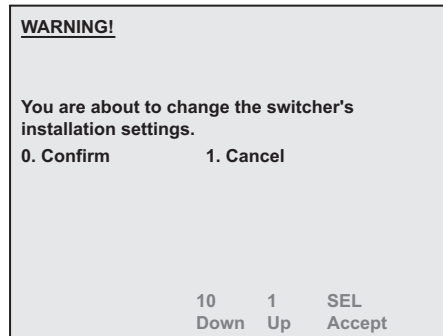 WARNING!
You are about to change the switcher's
installation settings.
0. Confirm 1. Cancel
10 1 SEL
Down Up Accept